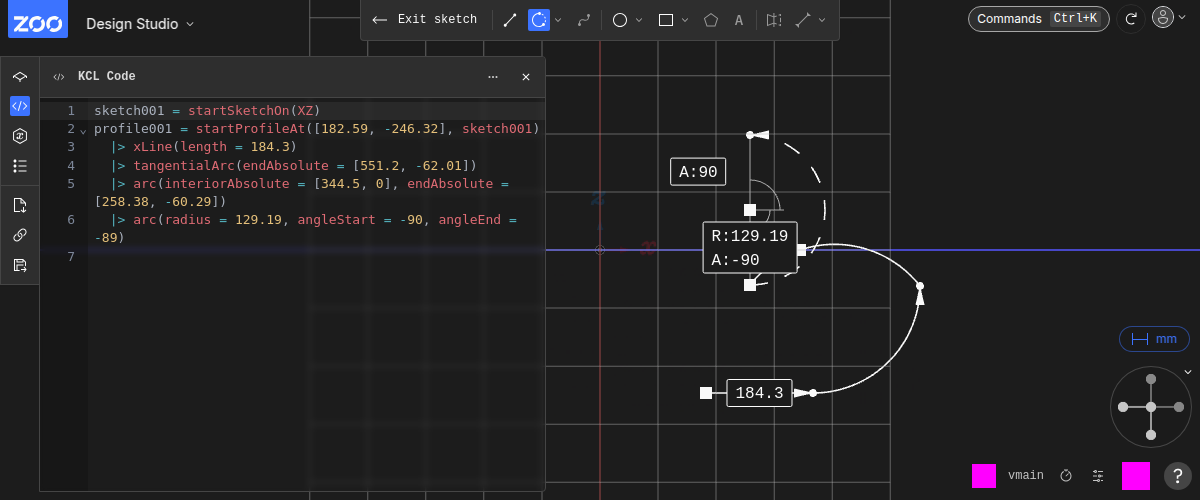 ZOO
Design Studio
Exit sketch
A
Commands Ctrl+K
</> KCL Code
1 sketch001 = startSketchOn(XZ)
2 profile001 = startProfileAt([182.59, -246.32], sketch001)
3 |> xLine(length = 184.3)
4 |> tangentialArc(endAbsolute = [551.2, -62.01])
5 |> arc(interiorAbsolute = [344.5, 0], endAbsolute =
[258.38, -60.29])
6 |> arc(radius = 129.19, angleStart = -90, angleEnd =
-89)
7
A:90
R:129.19
A:-90
184.3
mm
vmain
?